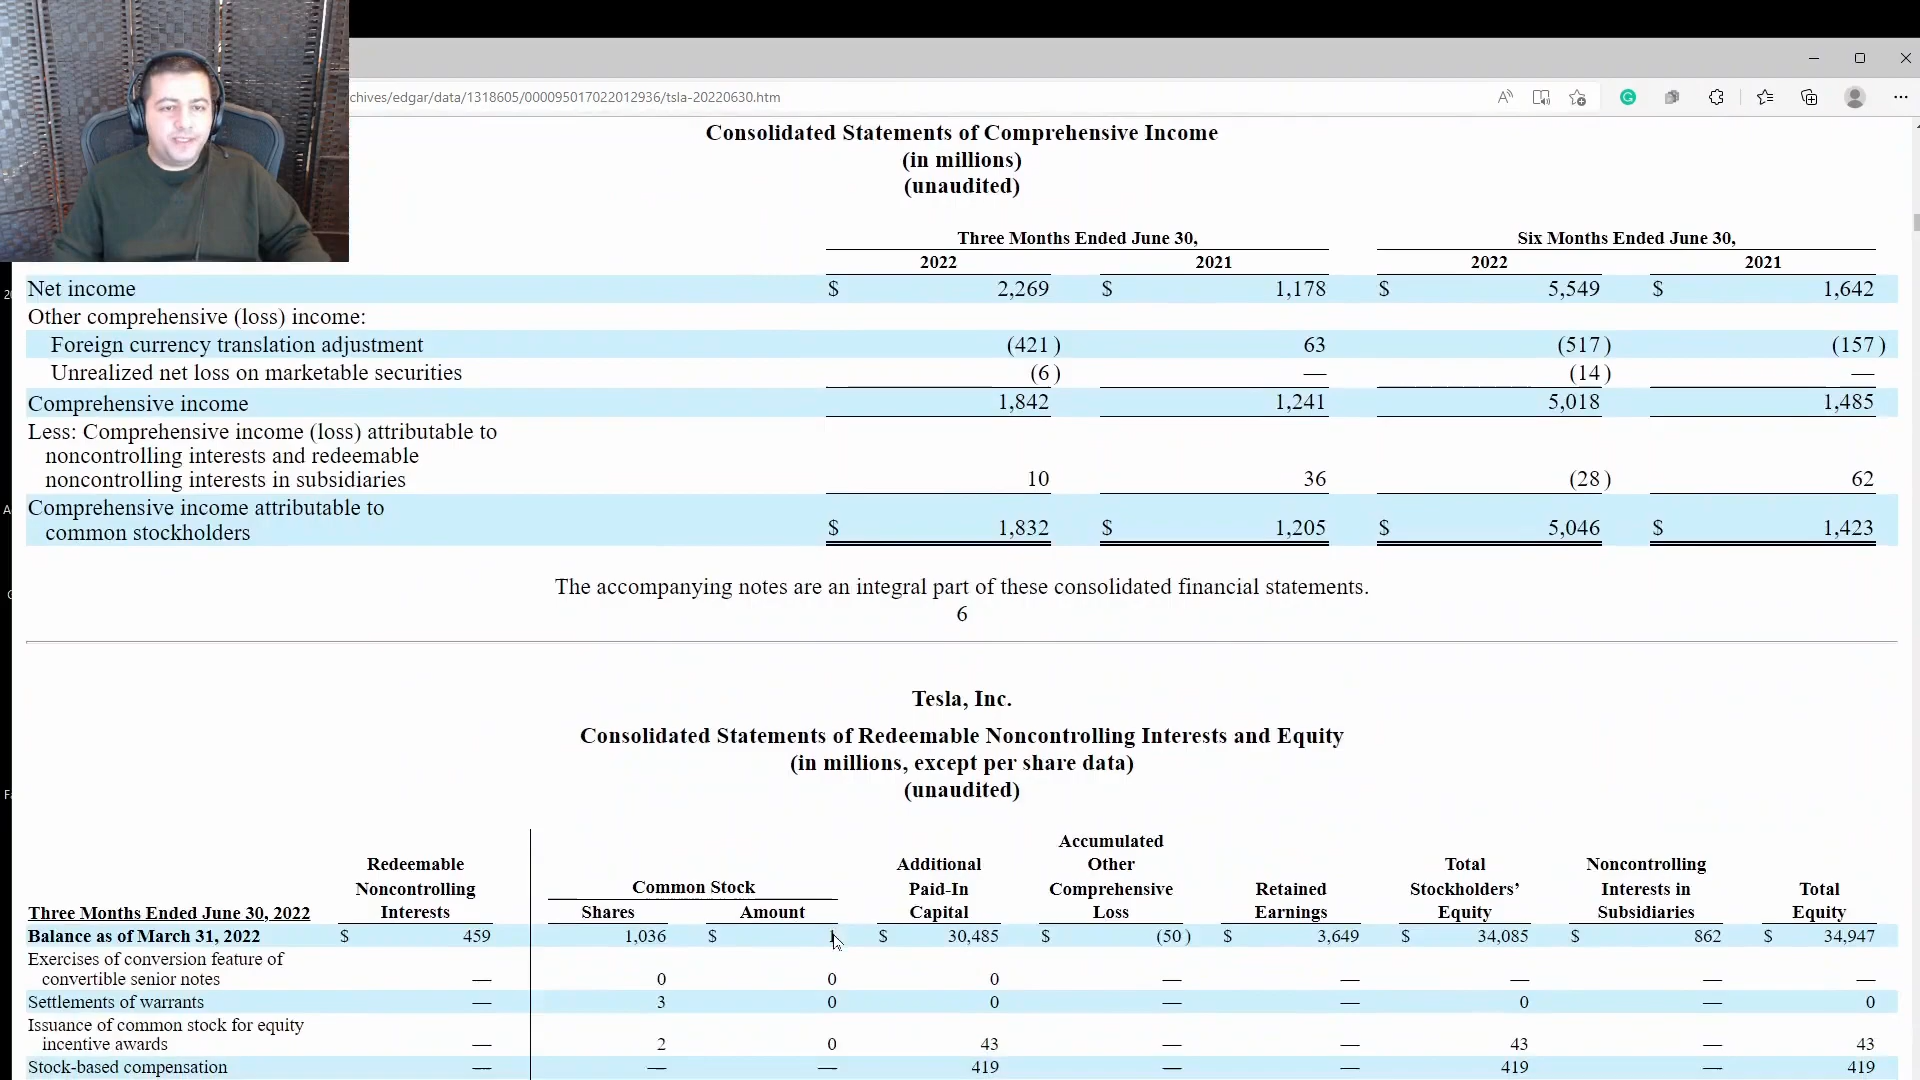 chives/edgar/data/1318605/000095017022012936/tsla-20220630.htm
Consolidated Statements of Comprehensive Income
(in millions)
(unaudited)
Three Months Ended June 30, Six Months Ended June 30,
2022 2021 2022 2021
Net income $ 2,269 $ 1,178 $ 5,549 $ 1,642
Other comprehensive (loss) income:
Foreign currency translation adjustment (421 ) 63 (517 ) (157 )
Unrealized net loss on marketable securities (6 ) — (14 ) —
Comprehensive income 1,842 1,241 5,018 1,485
Less: Comprehensive income (loss) attributable to
noncontrolling interests and redeemable
noncontrolling interests in subsidiaries 10 36 (28 ) 62
Comprehensive income attributable to
common stockholders $ 1,832 $ 1,205 $ 5,046 $ 1,423
The accompanying notes are an integral part of these consolidated financial statements.
6
Tesla, Inc.
Consolidated Statements of Redeemable Noncontrolling Interests and Equity
(in millions, except per share data)
(unaudited)
Accumulated
Redeemable Additional Other Total Noncontrolling
Noncontrolling Common Stock Paid-In Comprehensive Retained Stockholders’ Interests in Total
Three Months Ended June 30, 2022 Interests Shares Amount Capital Loss Earnings Equity Subsidiaries Equity
Balance as of March 31, 2022 $ 459 1,036 $ 1 $ 30,485 $ (50 ) $ 3,649 $ 34,085 $ 862 $ 34,947
Exercises of conversion feature of
convertible senior notes — 0 0 0 — — — — —
Settlements of warrants — 3 0 0 — — 0 — 0
Issuance of common stock for equity
incentive awards — 2 0 43 — — 43 — 43
Stock-based compensation — — — 419 — — 419 — 419